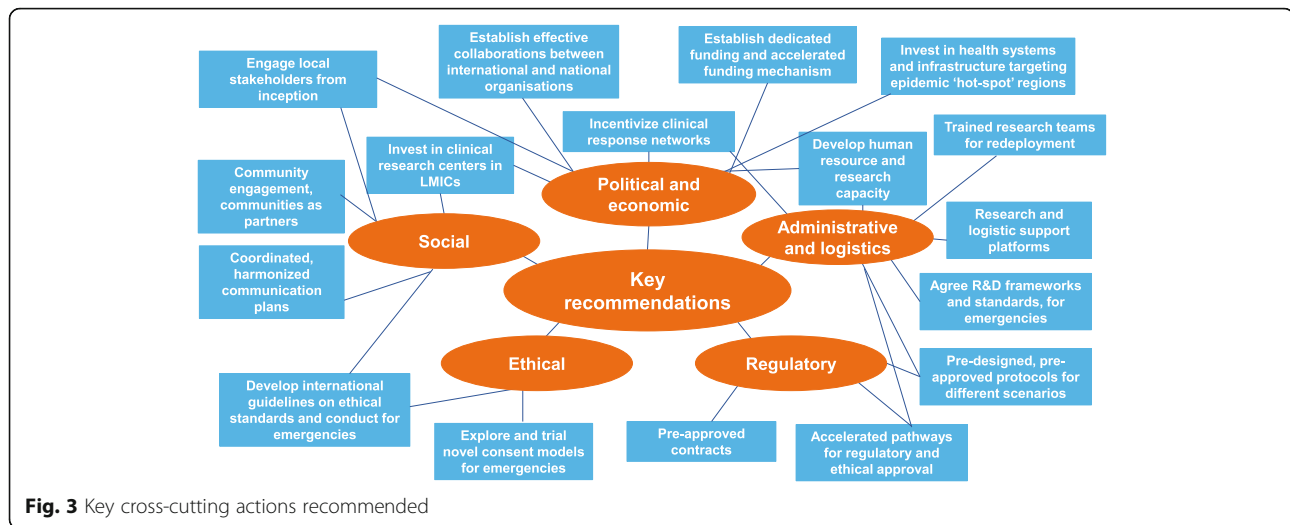 Engage local
stakeholders from
inception
Establish effective
collaborations between
international and national
organisations
Establish dedicated
funding and accelerated
funding mechanism
Invest in health systems
and infrastructure targeting
epidemic ‘hot-spot’ regions
Incentivize clinical
response networks
Trained research teams
for redeployment
Invest in clinical
research centers in
LMICs
Develop human
resource and
research
capacity
Community
engagement,
communities as
partners
Political and
economic
Social
Administrative
and logistics
Research and
logistic support
platforms
Coordinated,
harmonized
communication
plans
Key
recommendations
Agree R&D frameworks
and standards, for
emergencies
Ethical
Regulatory
Pre-designed, pre-
approved protocols for
different scenarios
Develop international
guidelines on ethical
standards and conduct for
emergencies
Explore and trial
novel consent models
for emergencies
Pre-approved
contracts
Accelerated pathways
for regulatory and
ethical approval
Fig. 3 Key cross-cutting actions recommended